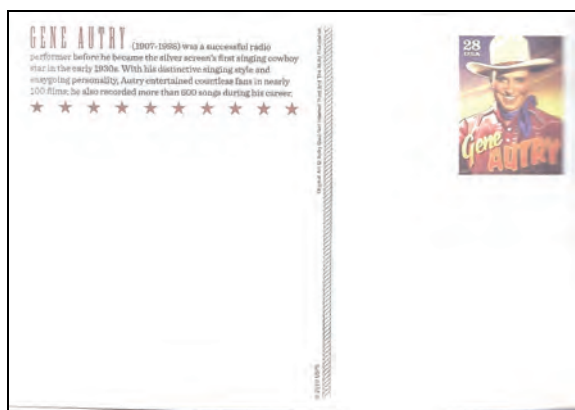 GENE AUTRY (1907-1998) was a successful radio
performer before he became the silver screen's first singing cowboy
star in the early 1930s. With his distinctive singing style and
easygoing personality, Autry entertained countless fans in nearly
100 films; he also recorded more than 600 songs during his career.
© 2009 USPS
28
USA
Gene
AUTRY